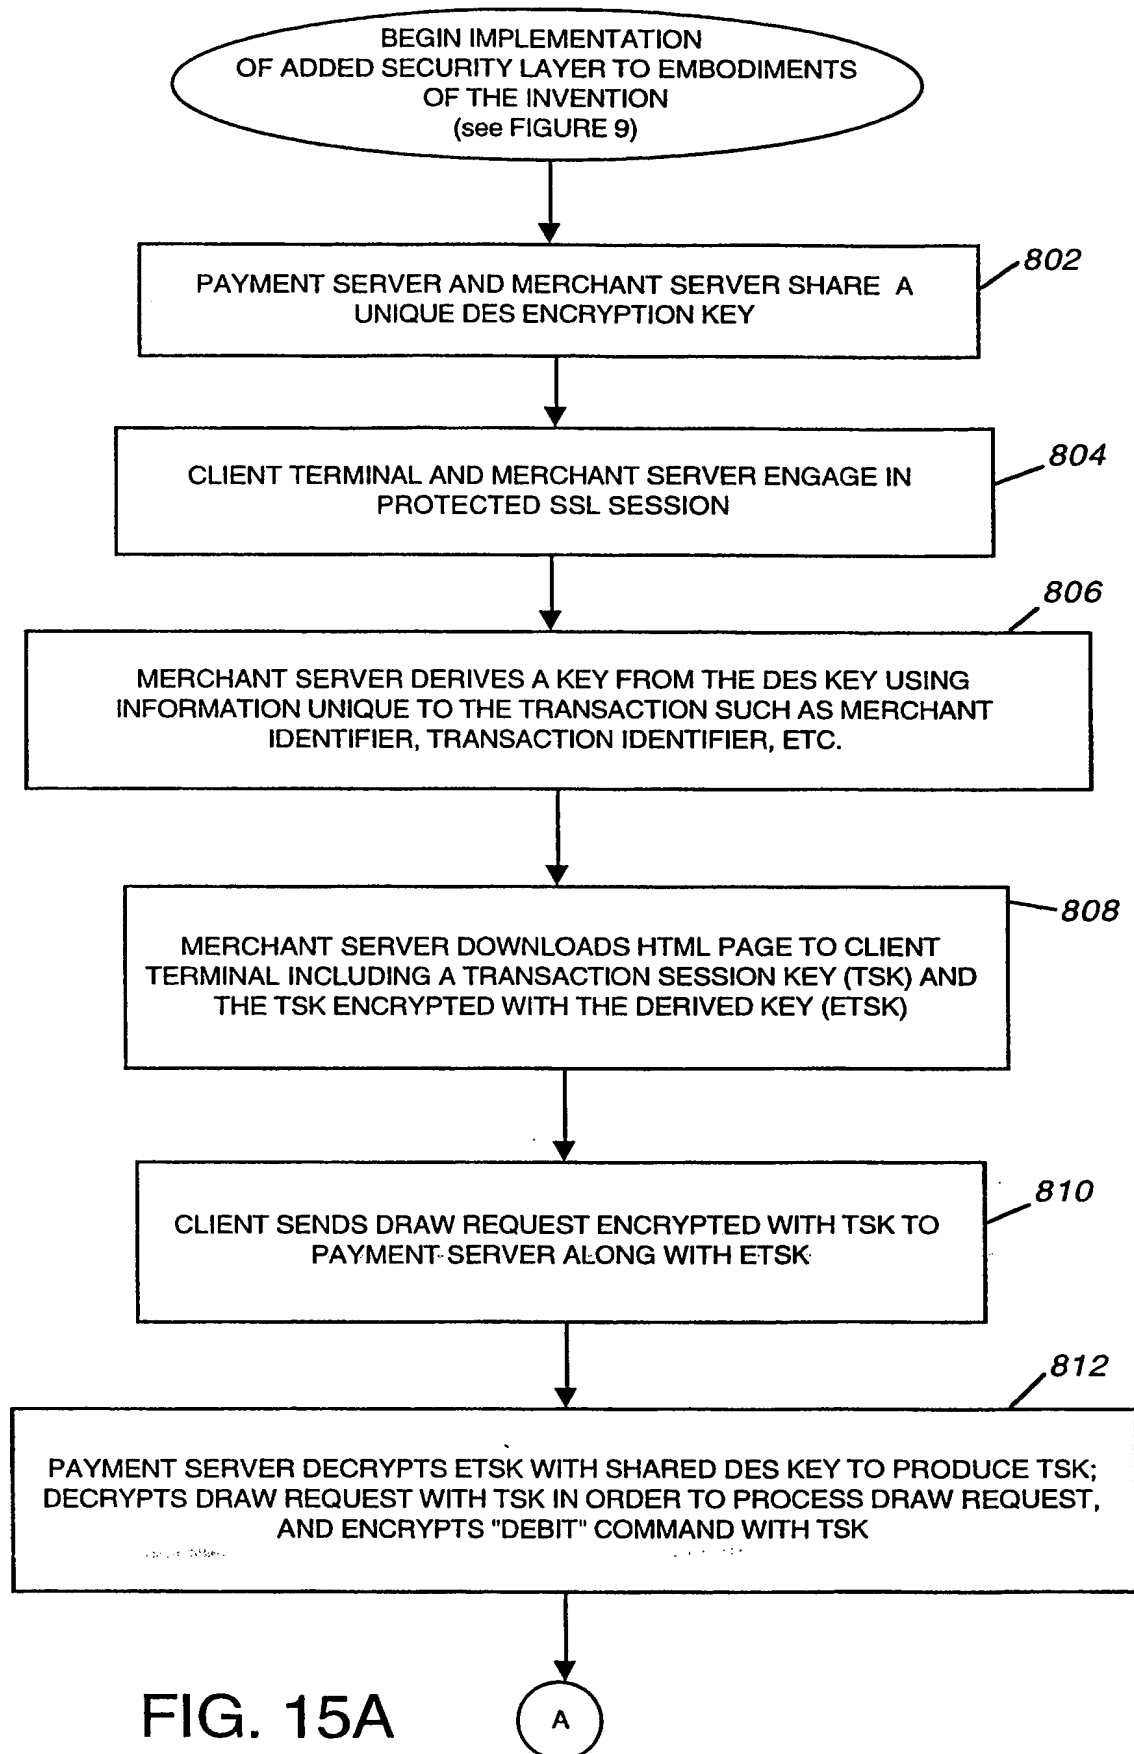 BEGIN IMPLEMENTATION
OF ADDED SECURITY LAYER TO EMBODIMENTS
OF THE INVENTION
(see FIGURE 9)
802
PAYMENT SERVER AND MERCHANT SERVER SHARE A
UNIQUE DES ENCRYPTION KEY
804
CLIENT TERMINAL AND MERCHANT SERVER ENGAGE IN
PROTECTED SSL SESSION
806
MERCHANT SERVER DERIVES A KEY FROM THE DES KEY USING
INFORMATION UNIQUE TO THE TRANSACTION SUCH AS MERCHANT
IDENTIFIER, TRANSACTION IDENTIFIER, ETC.
808
MERCHANT SERVER DOWNLOADS HTML PAGE TO CLIENT
TERMINAL INCLUDING A TRANSACTION SESSION KEY (TSK) AND
THE TSK ENCRYPTED WITH THE DERIVED KEY (ETSK)
810
CLIENT SENDS DRAW REQUEST ENCRYPTED WITH TSK TO
PAYMENT SERVER ALONG WITH ETSK
812
PAYMENT SERVER DECRYPTS ETSK WITH SHARED DES KEY TO PRODUCE TSK;
DECRYPTS DRAW REQUEST WITH TSK IN ORDER TO PROCESS DRAW REQUEST,
AND ENCRYPTS "DEBIT" COMMAND WITH TSK
FIG. 15A
A